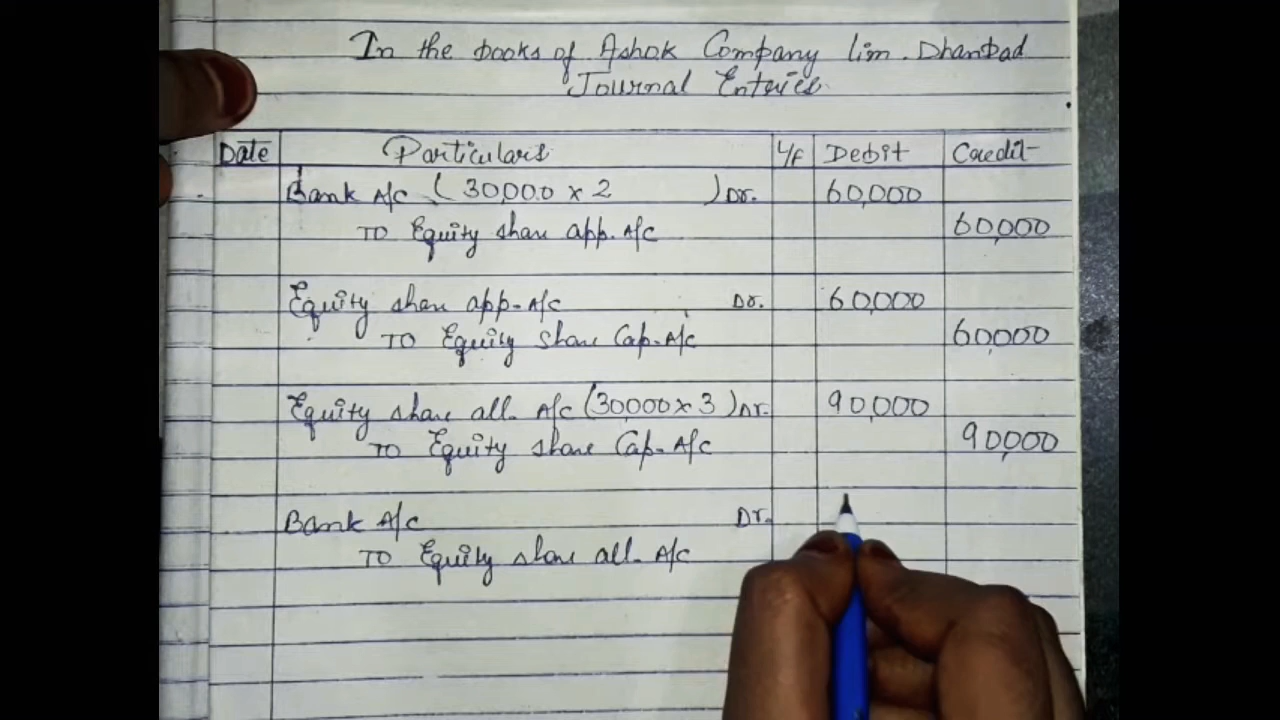 In the books of Ashok Company lim. Dhanbad
Journal Entries.
Date Particulars L/F Debit Credit
Bank A/c (30,000 x 2 ) Dr. 60,000
TO Equity share app. A/c 60,000
Equity share app. A/c Dr. 60,000
TO Equity Share Cap. A/c 60,000
Equity share all. A/c (30000 x 3) Dr. 90,000
TO Equity share Cap. A/c 90,000
Bank A/c Dr.
TO Equity share all. A/c